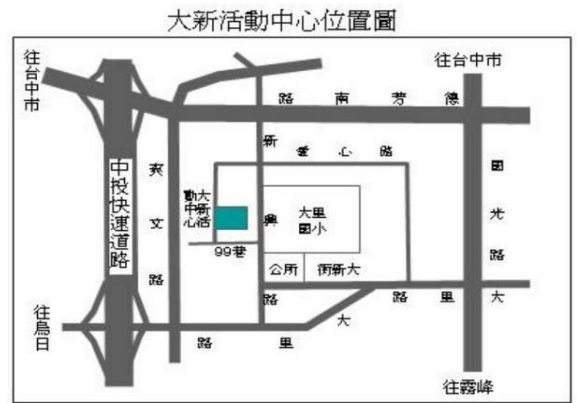 大新活動中心位置圖
往台中市
往台中市
德芳南路
愛心路
新興路
國光路
爽文路
中投快速道路
大新活
動中心
大里
國小
99巷
公所
大新街
大里路
大里路
往烏日
往霧峰